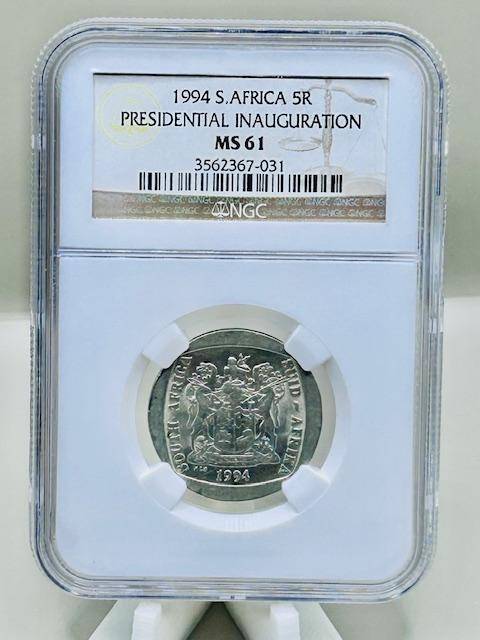 1994 S.AFRICA 5R
PRESIDENTIAL INAUGURATION
MS 61
3562367-031
NGC
SOUTH AFRICA
SUID-AFRIKA
1994